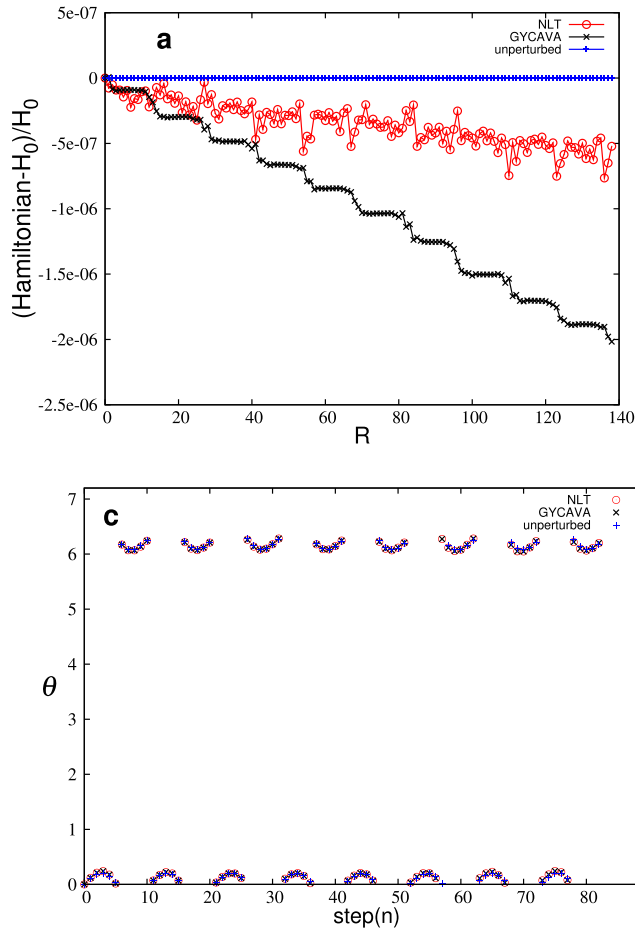 a
NLT
GYCAVA
unperturbed
5e-07
0
-5e-07
-1e-06
-1.5e-06
-2e-06
-2.5e-06
(Hamiltonian-H0)/H0
0 20 40 60 80 100 120 140
R
c
NLT
GYCAVA
unperturbed
7
6
5
4
3
2
1
0
θ
0 10 20 30 40 50 60 70 80
step(n)